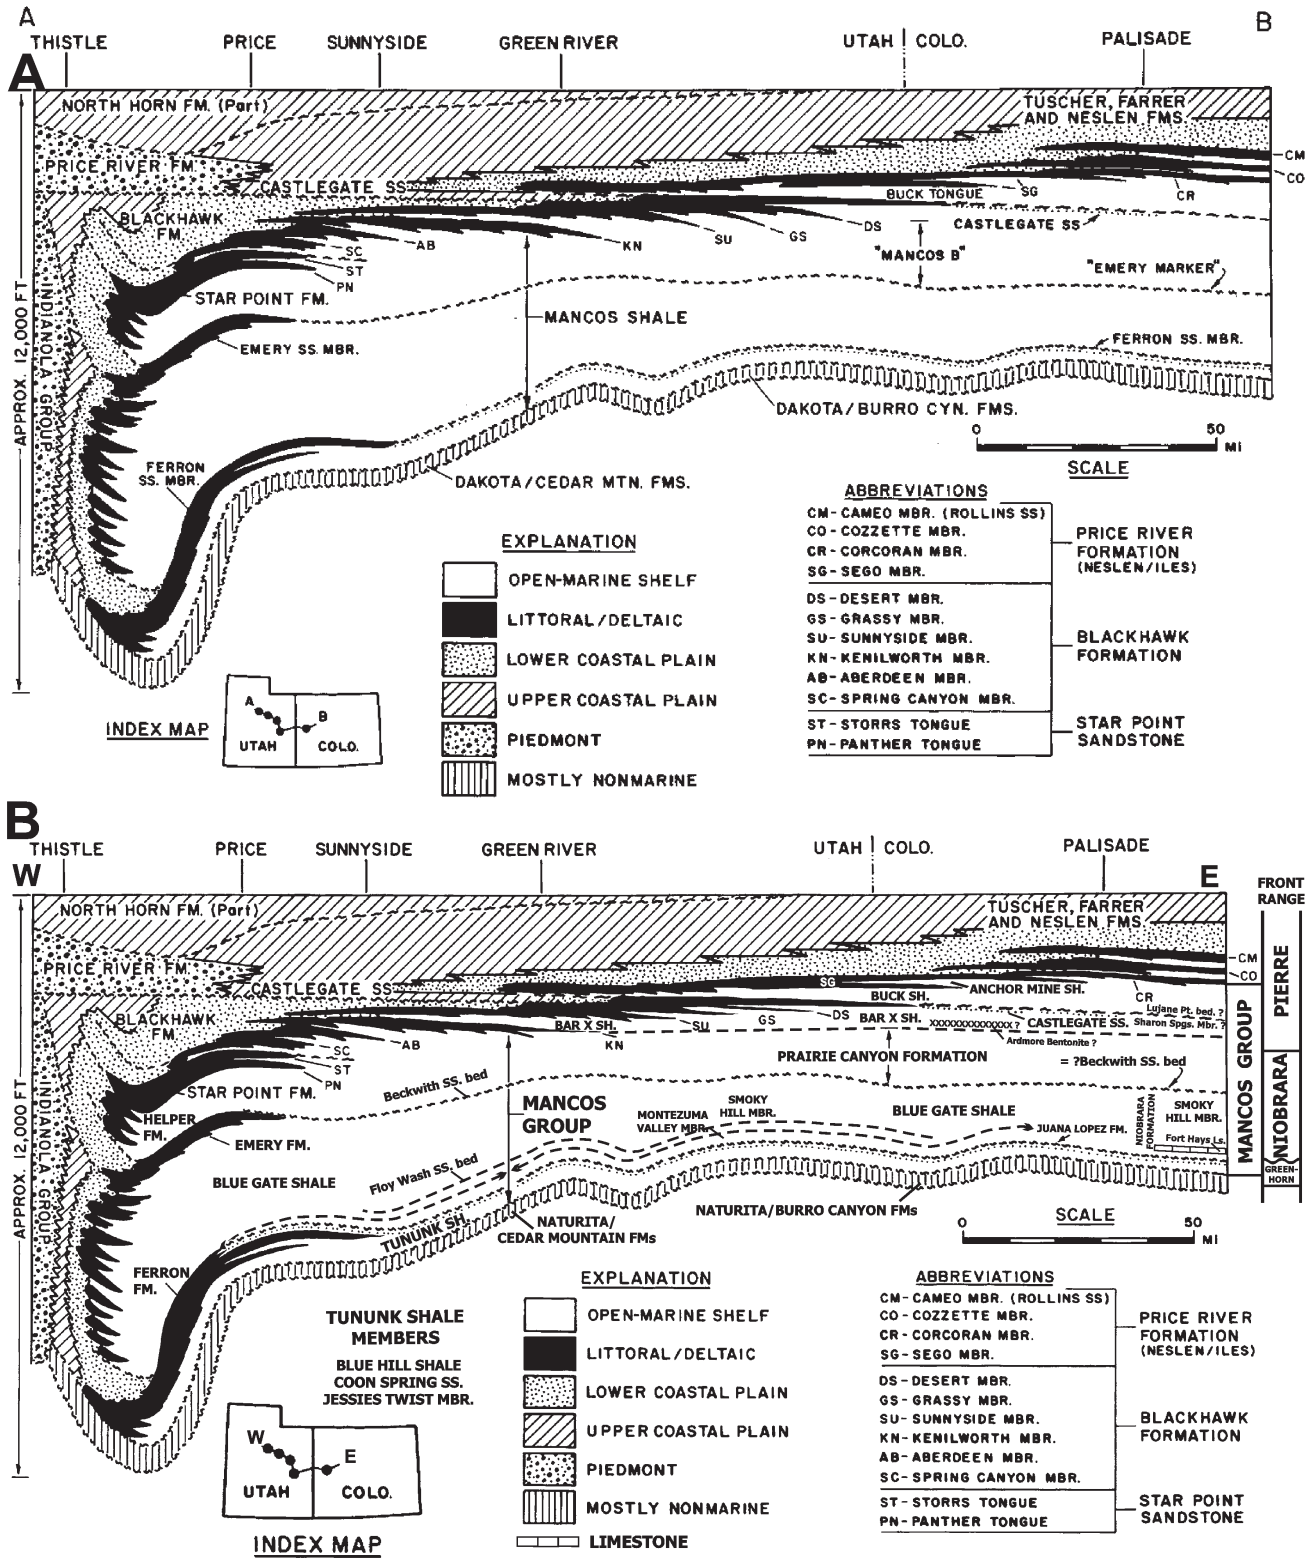 A
B
THISTLE PRICE SUNNYSIDE GREEN RIVER UTAH COLO. PALISADE
A
NORTH HORN FM. (Part)
TUSCHER, FARRER
AND NESLEN FMS.
PRICE RIVER FM.
CASTLEGATE SS
CM
CO
BUCK TONGUE
SG
CR
BLACKHAWK
FM.
CASTLEGATE SS
DS
GS
SU
KN
AB
SC
ST
PN
"MANCOS B"
"EMERY MARKER"
STAR POINT FM.
MANCOS SHALE
EMERY SS. MBR.
FERRON SS. MBR.
INDIANOLA GROUP
APPROX. 12,000 FT
DAKOTA/BURRO CYN. FMS.
0 50
MI
SCALE
FERRON
SS. MBR.
DAKOTA/CEDAR MTN. FMS.
EXPLANATION
OPEN-MARINE SHELF
LITTORAL/DELTAIC
LOWER COASTAL PLAIN
UPPER COASTAL PLAIN
PIEDMONT
MOSTLY NONMARINE
ABBREVIATIONS
CM-CAMEO MBR. (ROLLINS SS)
CO-COZZETTE MBR.
CR-CORCORAN MBR.
SG-SEGO MBR.
PRICE RIVER
FORMATION
(NESLEN/ILES)
DS-DESERT MBR.
GS-GRASSY MBR.
SU-SUNNYSIDE MBR.
KN-KENILWORTH MBR.
AB-ABERDEEN MBR.
SC-SPRING CANYON MBR.
BLACKHAWK
FORMATION
ST-STORRS TONGUE
PN-PANTHER TONGUE
STAR POINT
SANDSTONE
INDEX MAP
A
B
UTAH COLO.
B
THISTLE PRICE SUNNYSIDE GREEN RIVER UTAH COLO. PALISADE
W
E
FRONT
RANGE
NORTH HORN FM. (Part)
TUSCHER, FARRER
AND NESLEN FMS
PRICE RIVER FM.
CASTLEGATE SS
CM
CO
SG
ANCHOR MINE SH.
CR
BUCK SH.
Lujane Pt. bed. ?
BLACKHAWK
FM.
BAR X SH.
SU
GS
DS
BAR X SH.
XXXXXXXXXXXXX ?
CASTLEGATE SS.
Sharon Spgs. Mbr. ?
KN
AB
SC
ST
PN
Ardmore Bentonite ?
PRAIRIE CANYON FORMATION
= ?Beckwith SS. bed
STAR POINT FM.
Beckwith SS. bed
HELPER
FM.
EMERY FM.
MANCOS
GROUP
MONTEZUMA
VALLEY MBR.
SMOKY
HILL MBR.
BLUE GATE SHALE
JUANA LOPEZ FM.
NIOBRARA
FORMATION
SMOKY
HILL MBR.
Fort Hays Ls.
MANCOS GROUP
PIERRE
NIOBRARA
GREEN-
HORN
BLUE GATE SHALE
Floy Wash SS. bed
TUNUNK SH.
INDIANOLA GROUP
APPROX. 12,000 FT
NATURITA/
CEDAR MOUNTAIN FMs
NATURITA/BURRO CANYON FMs
SCALE
0 50
MI
FERRON
FM.
TUNUNK SHALE
MEMBERS
BLUE HILL SHALE
COON SPRING SS.
JESSIES TWIST MBR.
EXPLANATION
OPEN-MARINE SHELF
LITTORAL/DELTAIC
LOWER COASTAL PLAIN
UPPER COASTAL PLAIN
PIEDMONT
MOSTLY NONMARINE
LIMESTONE
ABBREVIATIONS
CM-CAMEO MBR. (ROLLINS SS)
CO-COZZETTE MBR.
CR-CORCORAN MBR.
SG-SEGO MBR.
PRICE RIVER
FORMATION
(NESLEN/ILES)
DS-DESERT MBR.
GS-GRASSY MBR.
SU-SUNNYSIDE MBR.
KN-KENILWORTH MBR.
AB-ABERDEEN MBR.
SC-SPRING CANYON MBR.
BLACKHAWK
FORMATION
ST-STORRS TONGUE
PN-PANTHER TONGUE
STAR POINT
SANDSTONE
W
E
UTAH COLO.
INDEX MAP